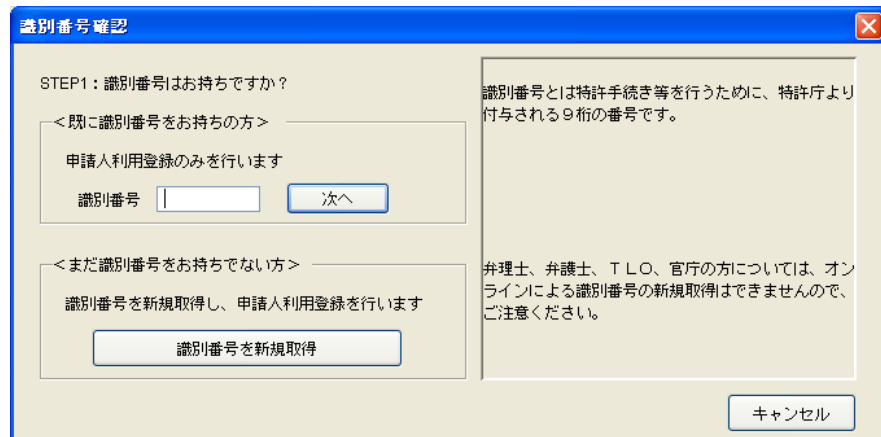 識別番号確認
STEP1：識別番号はお持ちですか？
＜既に識別番号をお持ちの方＞
申請人利用登録のみを行います
識別番号
次へ
＜まだ識別番号をお持ちでない方＞
識別番号を新規取得し、申請人利用登録を行います
識別番号を新規取得
識別番号とは特許手続き等を行うために、特許庁より
付与される９桁の番号です。
弁理士、弁護士、ＴＬＯ、官庁の方については、オン
ラインによる識別番号の新規取得はできませんので、
ご注意ください。
キャンセル